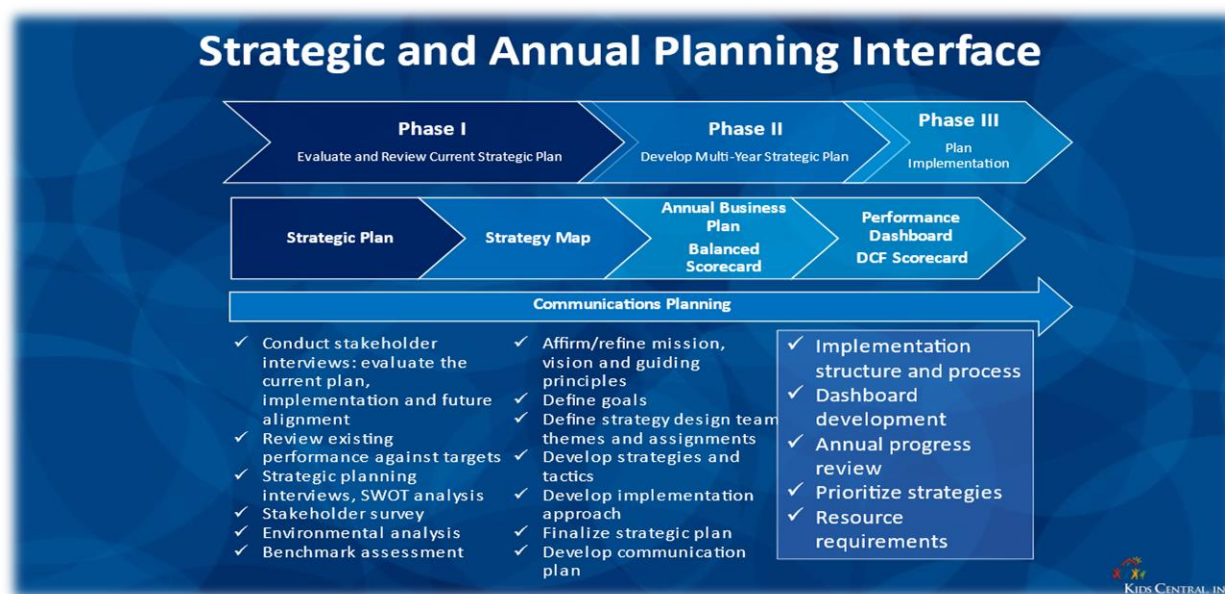 Strategic and Annual Planning Interface
Phase I
Evaluate and Review Current Strategic Plan
Phase II
Develop Multi-Year Strategic Plan
Phase III
Plan
Implementation
Strategic Plan
Strategy Map
Annual Business
Plan
Balanced
Scorecard
Performance
Dashboard
DCF Scorecard
Communications Planning
✓ Conduct stakeholder
interviews: evaluate the
current plan,
implementation and future
alignment
✓ Review existing
performance against targets
✓ Strategic planning
interviews, SWOT analysis
✓ Stakeholder survey
✓ Environmental analysis
✓ Benchmark assessment
✓ Affirm/refine mission,
vision and guiding
principles
✓ Define goals
✓ Define strategy design team
themes and assignments
✓ Develop strategies and
tactics
✓ Develop implementation
approach
✓ Finalize strategic plan
✓ Develop communication
plan
✓ Implementation
structure and process
✓ Dashboard
development
✓ Annual progress
review
✓ Prioritize strategies
✓ Resource
requirements
KIDS CENTRAL, IN